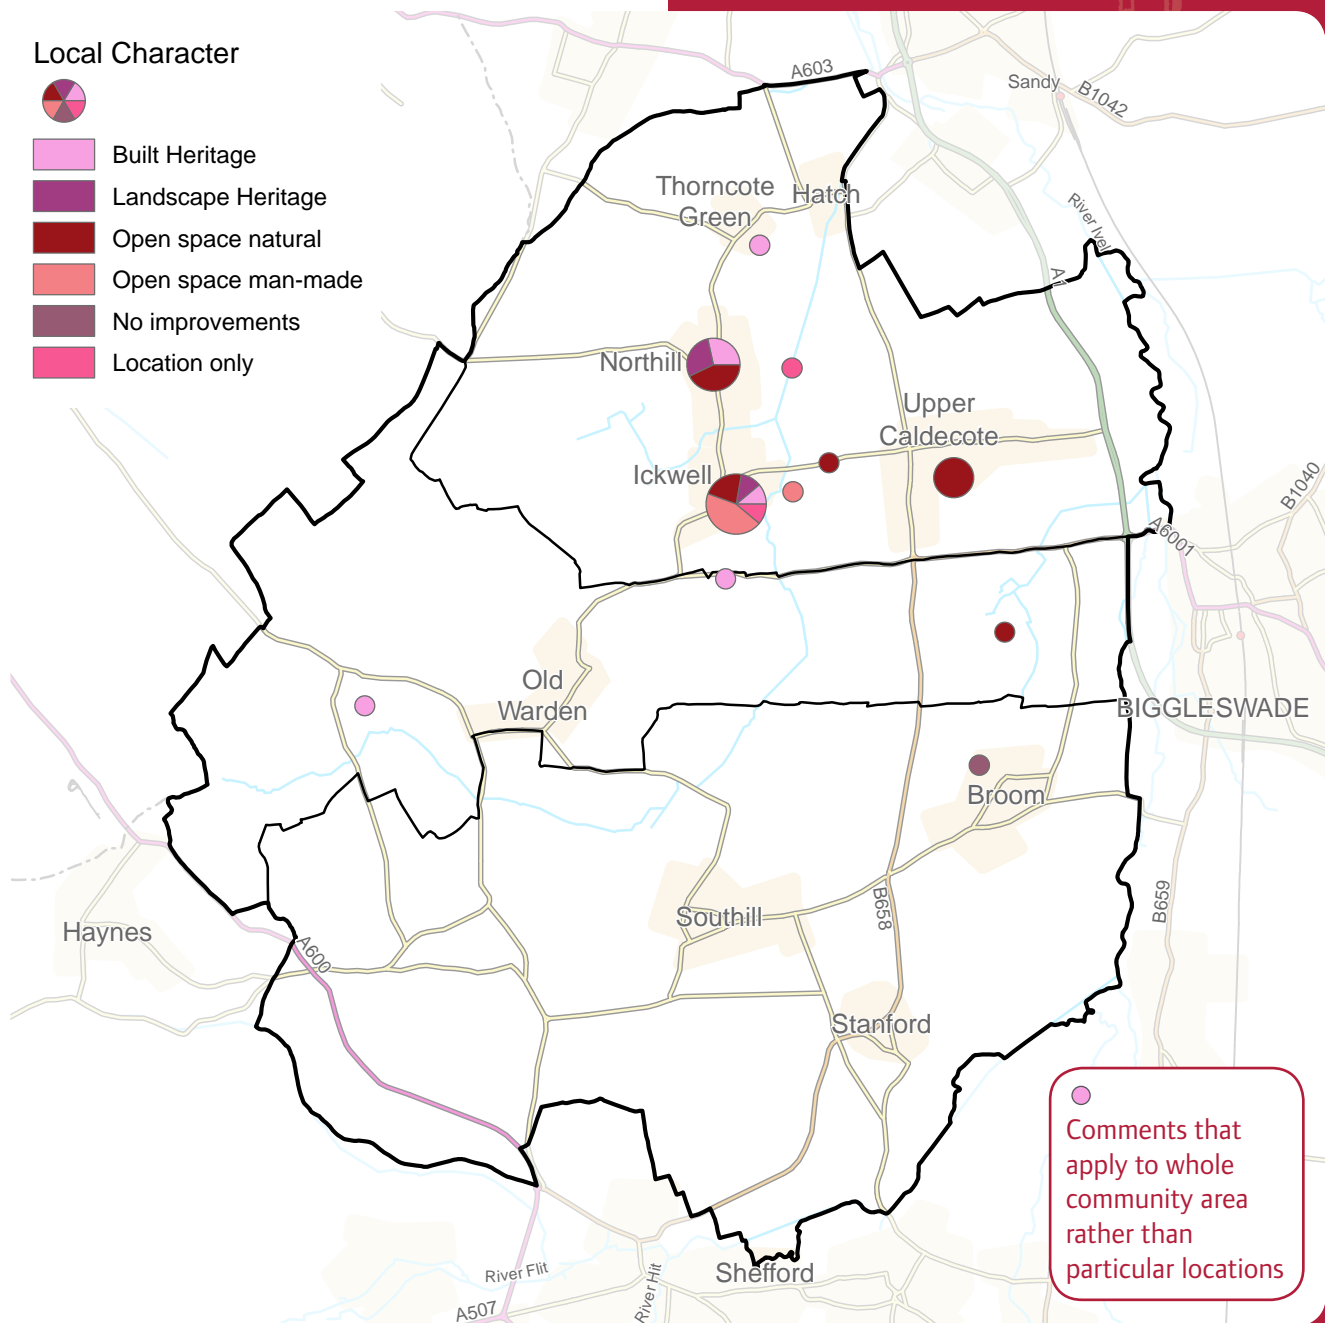 Local Character
Built Heritage
Landscape Heritage
Open space natural
Open space man-made
No improvements
Location only
A603
Sandy
B1042
Thorncote
Green
Hatch
River Ivel
A1
Northill
Upper
Caldecote
Ickwell
B1040
A6001
Old
Warden
BIGGLESWADE
Broom
Haynes
A600
Southill
B658
B659
Stanford
Comments that
apply to whole
community area
rather than
particular locations
Shefford
River Flit
River Hit
A507